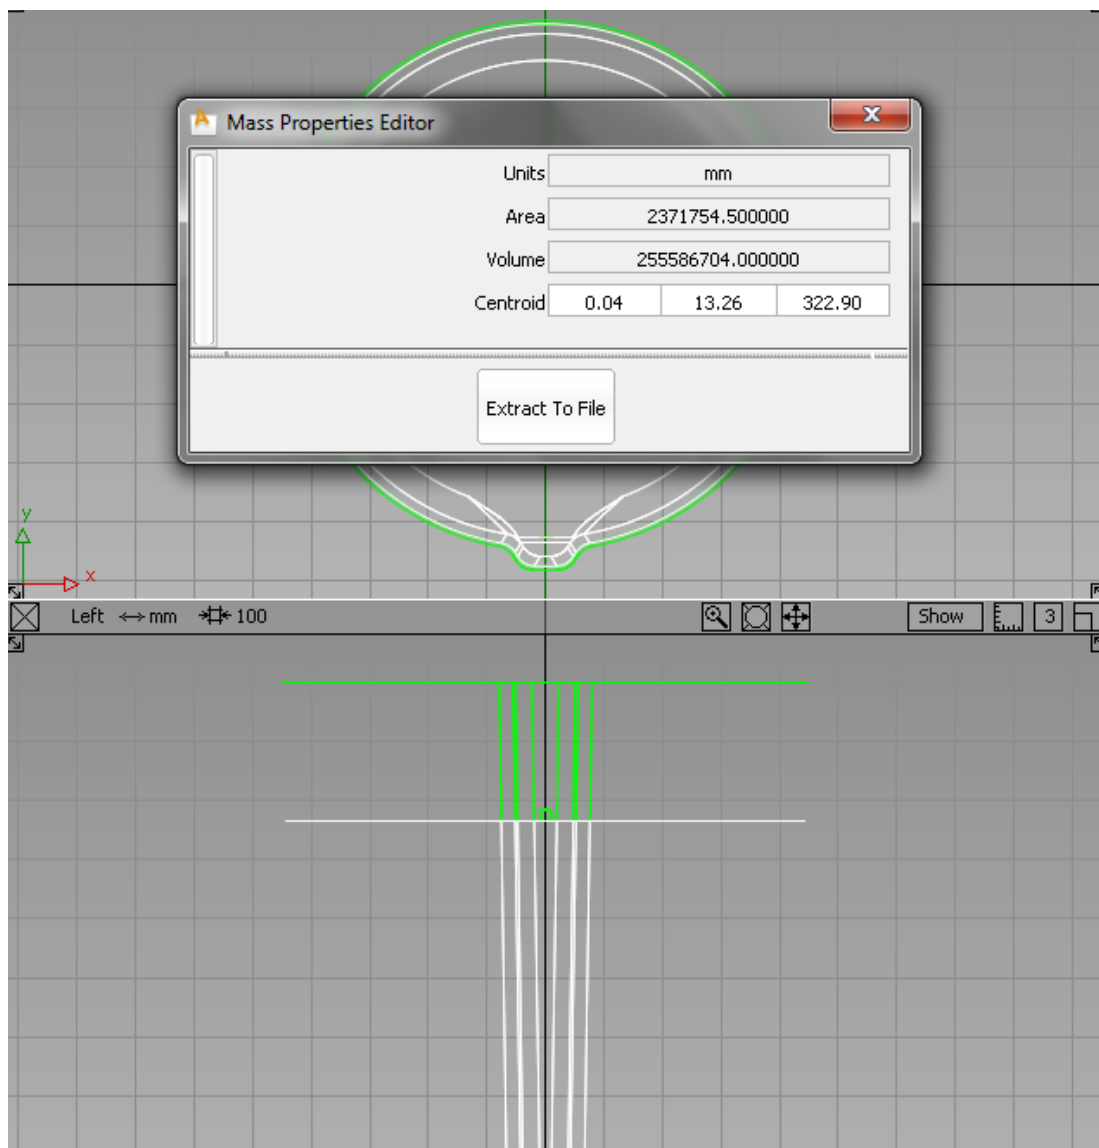 Mass Properties Editor
Units mm
Area 2371754.500000
Volume 255586704.000000
Centroid 0.04 13.26 322.90
Extract To File
y
x
Left mm 100 Show 3